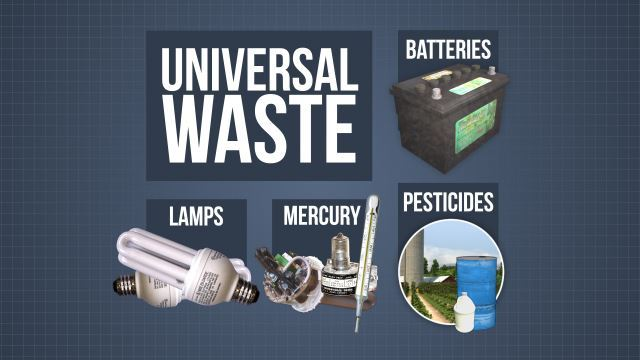 UNIVERSAL
WASTE
BATTERIES
LAMPS
MERCURY
PESTICIDES